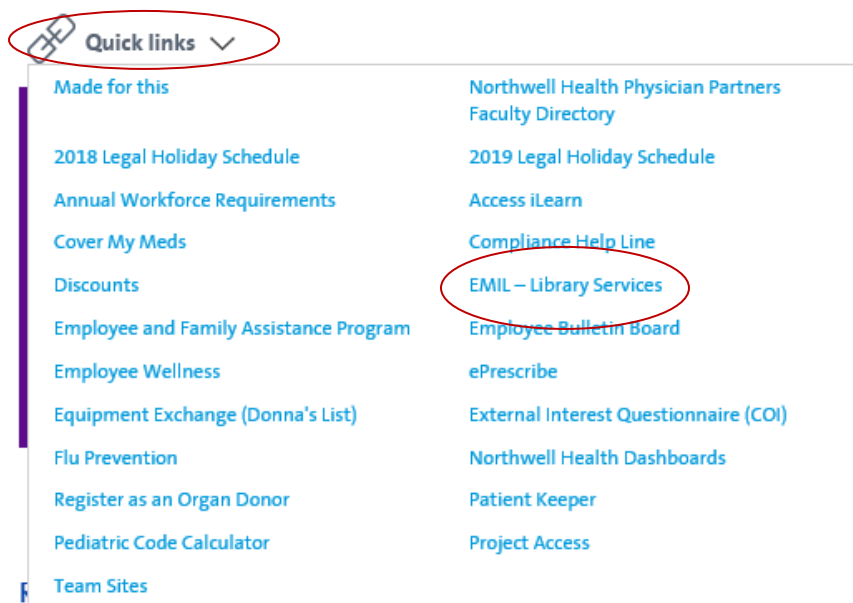 Quick links
Made for this
Northwell Health Physician Partners
Faculty Directory
2018 Legal Holiday Schedule
2019 Legal Holiday Schedule
Annual Workforce Requirements
Access iLearn
Cover My Meds
Compliance Help Line
Discounts
EMIL – Library Services
Employee and Family Assistance Program
Employee Bulletin Board
Employee Wellness
ePrescribe
Equipment Exchange (Donna's List)
External Interest Questionnaire (COI)
Flu Prevention
Northwell Health Dashboards
Register as an Organ Donor
Patient Keeper
Pediatric Code Calculator
Project Access
Team Sites